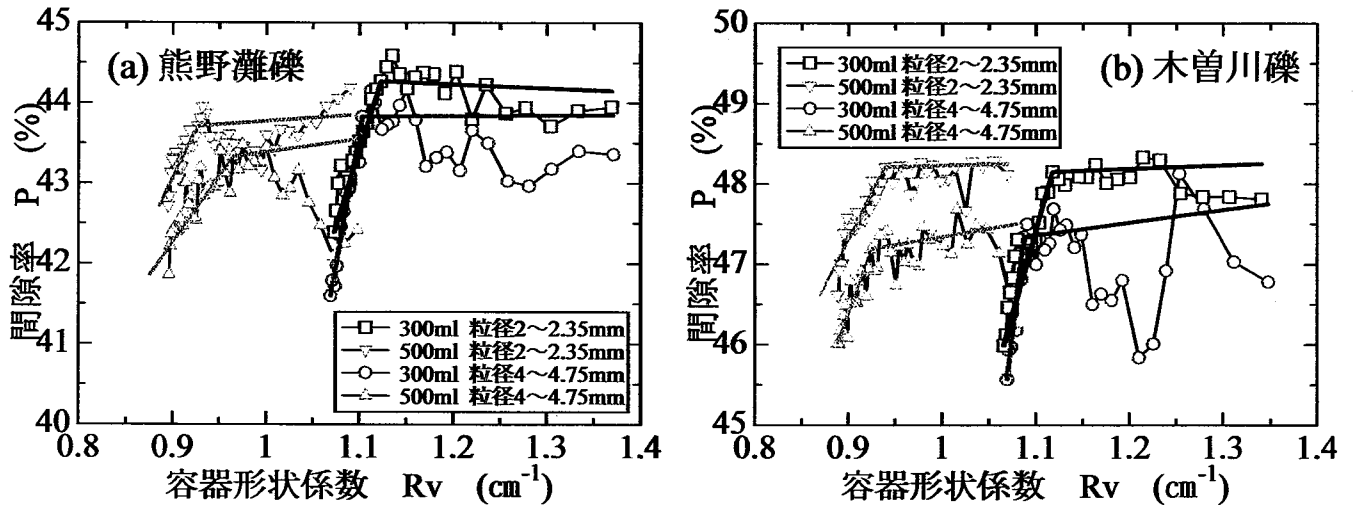 (a) 熊野灘礫
45
44
43
42
41
40
間隙率 P (%)
300ml 粒径2~2.35mm
500ml 粒径2~2.35mm
300ml 粒径4~4.75mm
500ml 粒径4~4.75mm
0.8 0.9 1 1.1 1.2 1.3 1.4
容器形状係数 Rv (cm-1)
(b) 木曽川礫
50
49
48
47
46
45
間隙率 P (%)
300ml 粒径2~2.35mm
500ml 粒径2~2.35mm
300ml 粒径4~4.75mm
500ml 粒径4~4.75mm
0.8 0.9 1 1.1 1.2 1.3 1.4
容器形状係数 Rv (cm-1)